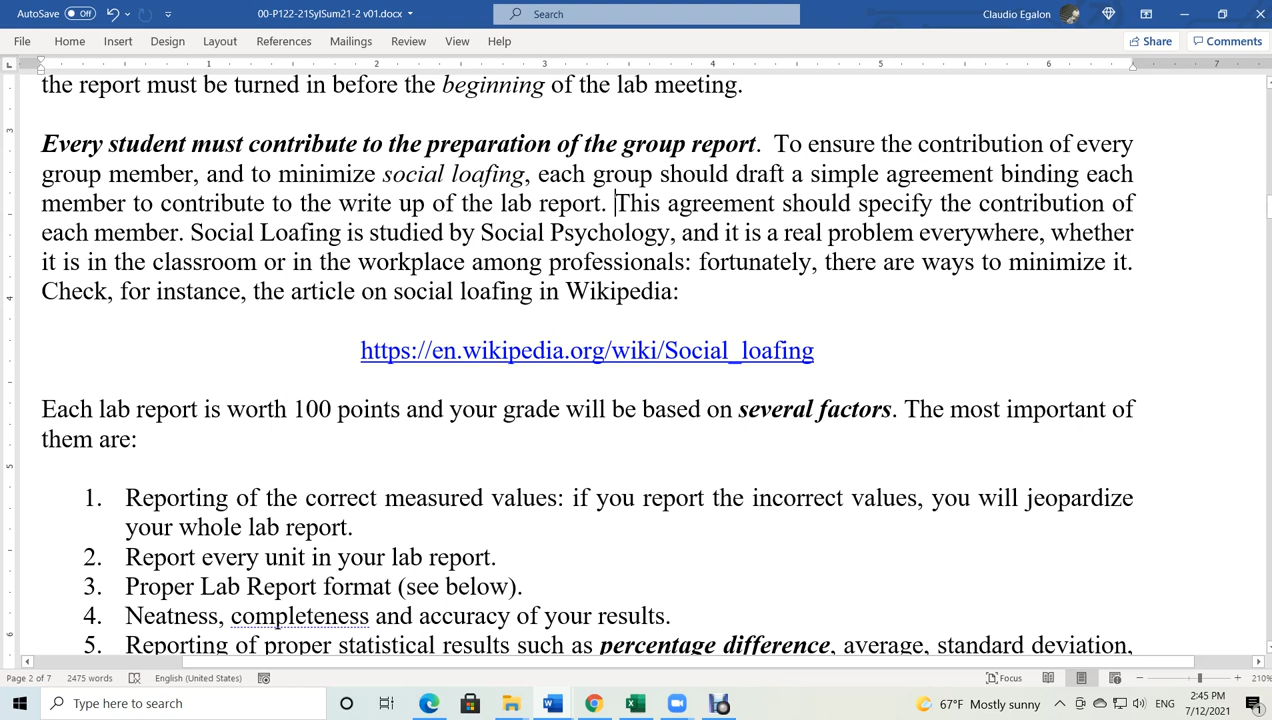 AutoSave Off 00-P122-21SylSum21-2 v01.docx Search Claudio Egalon
File Home Insert Design Layout References Mailings Review View Help Share Comments
1 2 3 4 5 6 7
the report must be turned in before the beginning of the lab meeting.
Every student must contribute to the preparation of the group report. To ensure the contribution of every
group member, and to minimize social loafing, each group should draft a simple agreement binding each
member to contribute to the write up of the lab report. This agreement should specify the contribution of
each member. Social Loafing is studied by Social Psychology, and it is a real problem everywhere, whether
it is in the classroom or in the workplace among professionals: fortunately, there are ways to minimize it.
Check, for instance, the article on social loafing in Wikipedia:
https://en.wikipedia.org/wiki/Social_loafing
Each lab report is worth 100 points and your grade will be based on several factors. The most important of
them are:
1. Reporting of the correct measured values: if you report the incorrect values, you will jeopardize
your whole lab report.
2. Report every unit in your lab report.
3. Proper Lab Report format (see below).
4. Neatness, completeness and accuracy of your results.
5. Reporting of proper statistical results such as percentage difference, average, standard deviation,
3
4
5
6
Page 2 of 7 2475 words English (United States) Focus 210%
Type here to search 67°F Mostly sunny ENG 2:45 PM
7/12/2021 1